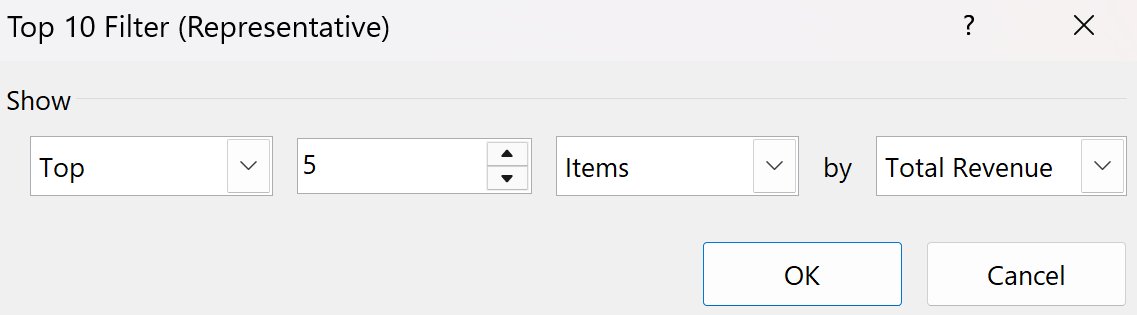 Top 10 Filter (Representative) ?
Show
Top 5 Items by Total Revenue
OK Cancel